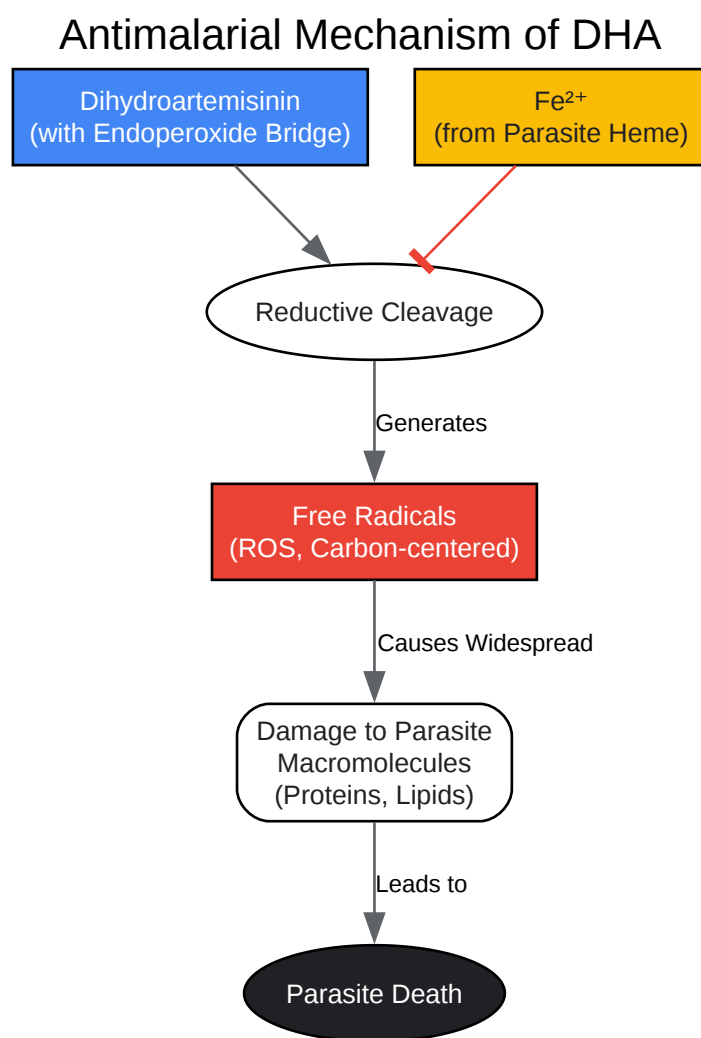 Antimalarial Mechanism of DHA
Dihydroartemisinin
(with Endoperoxide Bridge)
Fe²⁺
(from Parasite Heme)
Reductive Cleavage
Generates
Free Radicals
(ROS, Carbon-centered)
Causes Widespread
Damage to Parasite
Macromolecules
(Proteins, Lipids)
Leads to
Parasite Death